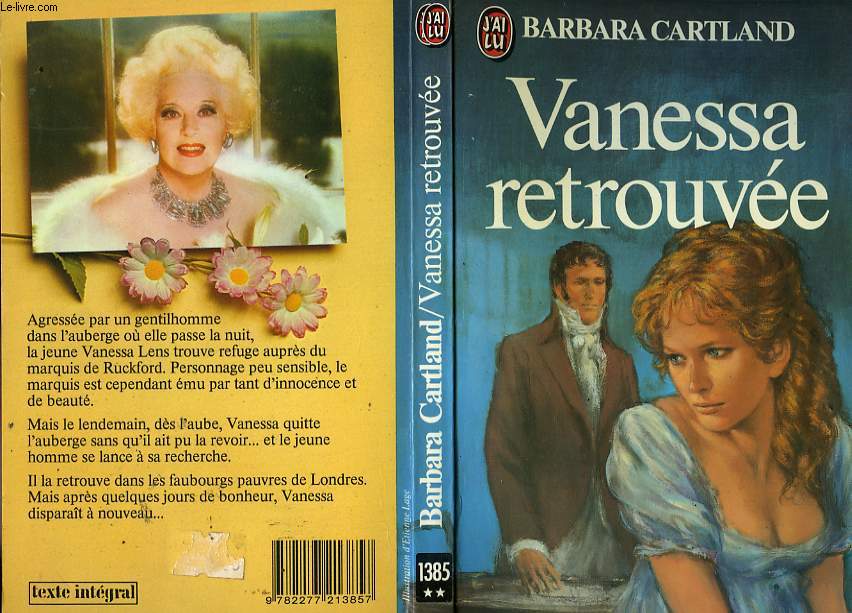 Le-livre.com
Agressée par un gentilhomme
dans l'auberge où elle passe la nuit,
la jeune Vanessa Lens trouve refuge auprès du
marquis de Ruckford. Personnage peu sensible, le
marquis est cependant ému par tant d'innocence et
de beauté.
Mais le lendemain, dès l'aube, Vanessa quitte
l'auberge sans qu'il ait pu la revoir... et le jeune
homme se lance à sa recherche.
Il la retrouve dans les faubourgs pauvres de Londres.
Mais après quelques jours de bonheur, Vanessa
disparaît à nouveau...
texte intégral
9 782277 213857
J'AI LU
Barbara Cartland/Vanessa retrouvée
Illustration d'Etienne Lage
1385
★★
J'AI
LU
BARBARA CARTLAND
Vanessa
retrouvée